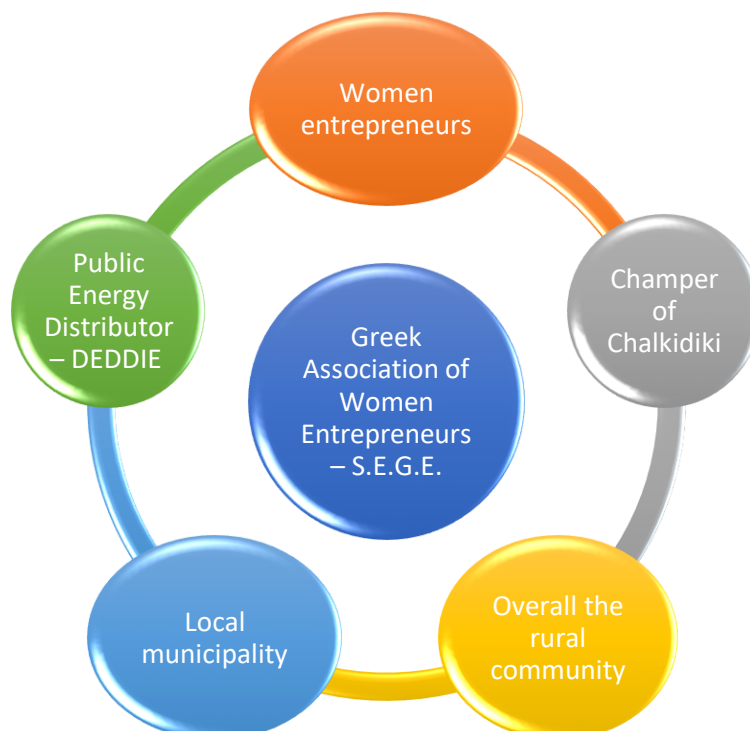 Women
entrepreneurs
Public
Energy
Distributor
– DEDDIE
Champer
of
Chalkidiki
Greek
Association of
Women
Entrepreneurs
– S.E.G.E.
Local
municipality
Overall the
rural
community